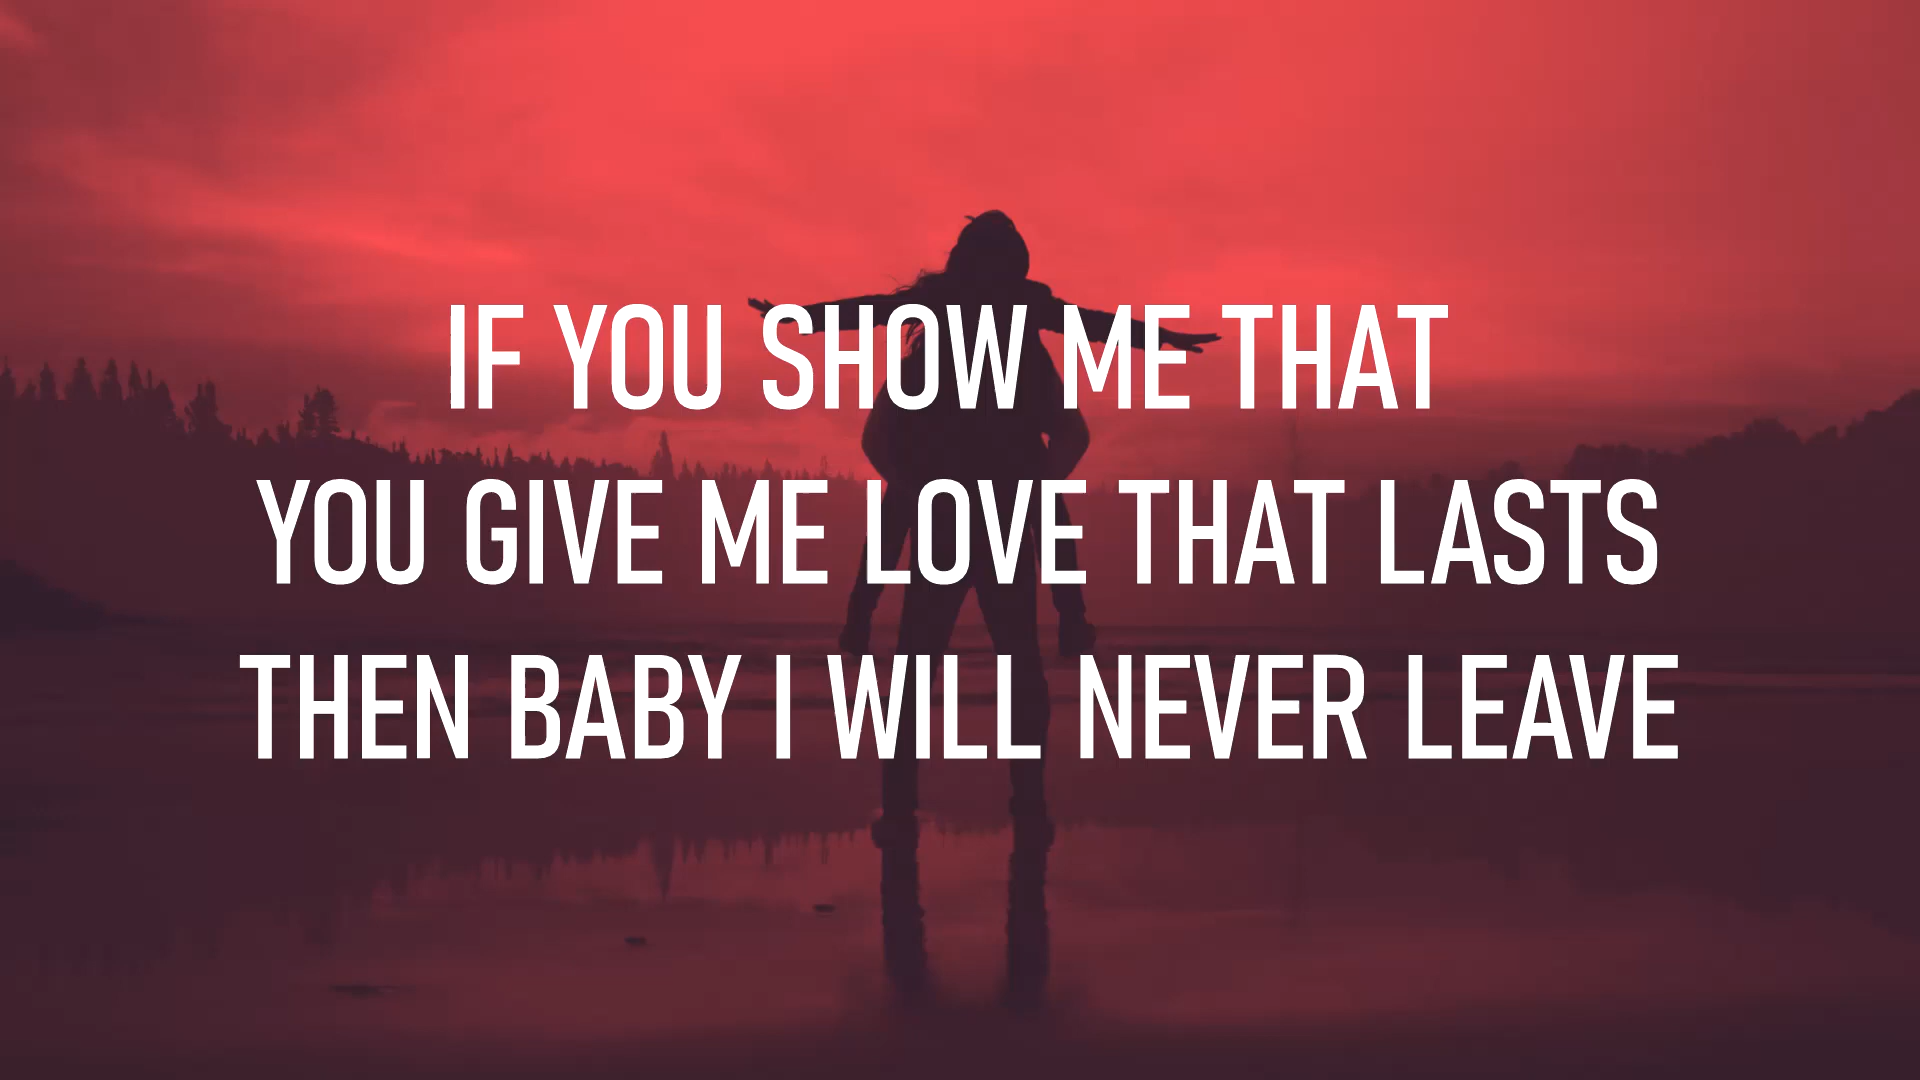 IF YOU SHOW ME THAT
YOU GIVE ME LOVE THAT LASTS
THEN BABY I WILL NEVER LEAVE